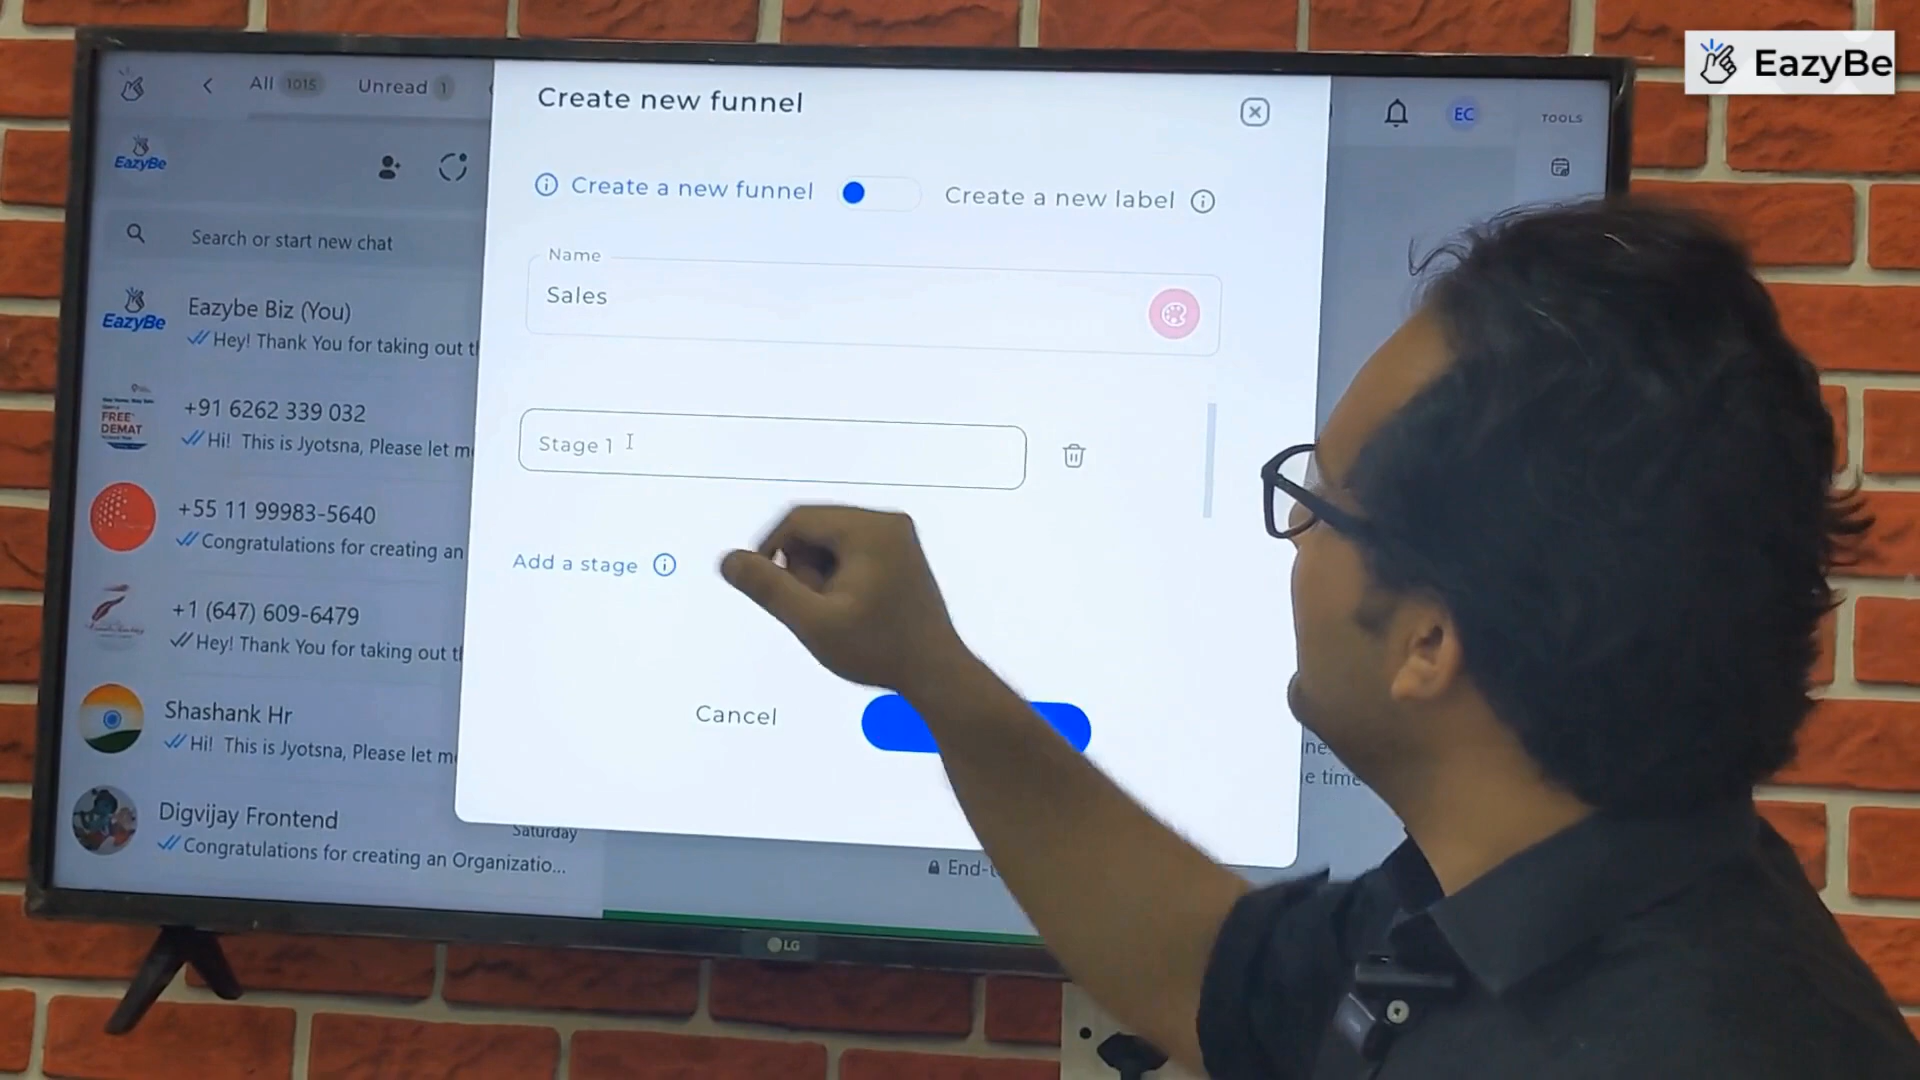 EazyBe
All 1015
Unread 1
Create new funnel
EC
TOOLS
EazyBe
Create a new funnel
Create a new label
Search or start new chat
Name
Sales
EazyBe
Eazybe Biz (You)
Hey! Thank You for taking out
FREE
DEMAT
+91 6262 339 032
Hi! This is Jyotsna, Please let
Stage 1
+55 11 99983-5640
Congratulations for creating an
Add a stage
+1 (647) 609-6479
Hey! Thank You for taking out
Shashank Hr
Hi! This is Jyotsna, Please let
Cancel
Digvijay Frontend
Saturday
Congratulations for creating an Organizatio...
time
LG